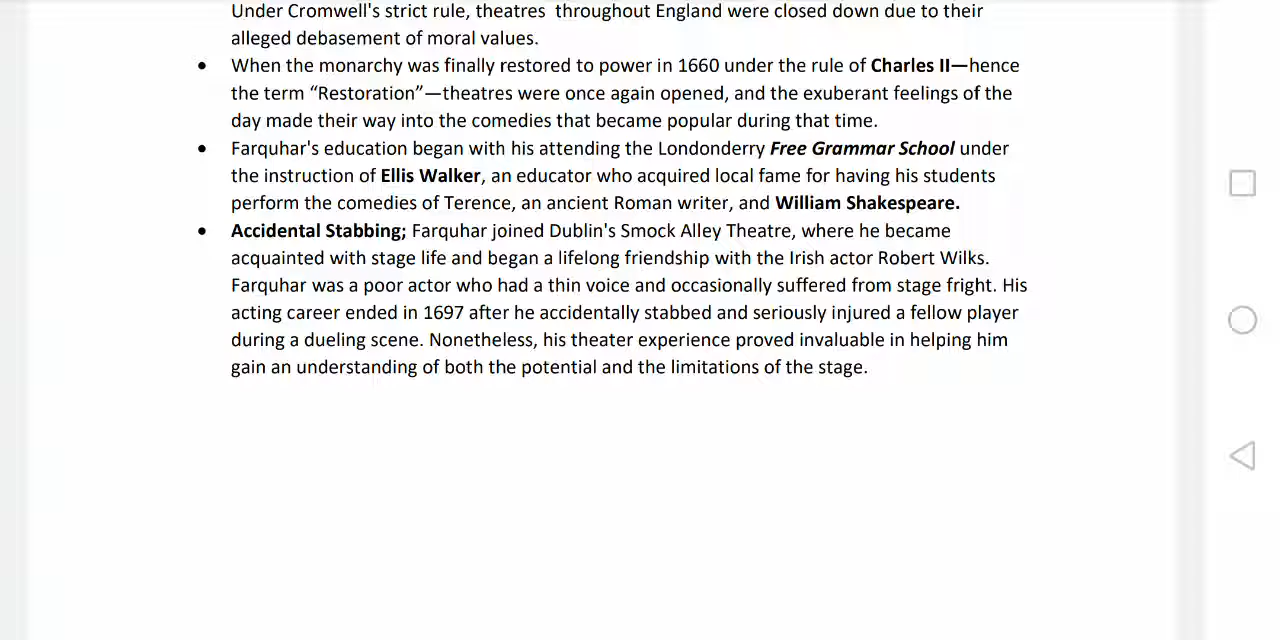 Under Cromwell's strict rule, theatres  throughout England were closed down due to their
alleged debasement of moral values.
• When the monarchy was finally restored to power in 1660 under the rule of Charles II—hence
the term “Restoration”—theatres were once again opened, and the exuberant feelings of the
day made their way into the comedies that became popular during that time.
• Farquhar's education began with his attending the Londonderry Free Grammar School under
the instruction of Ellis Walker, an educator who acquired local fame for having his students
perform the comedies of Terence, an ancient Roman writer, and William Shakespeare.
• Accidental Stabbing; Farquhar joined Dublin's Smock Alley Theatre, where he became
acquainted with stage life and began a lifelong friendship with the Irish actor Robert Wilks.
Farquhar was a poor actor who had a thin voice and occasionally suffered from stage fright. His
acting career ended in 1697 after he accidentally stabbed and seriously injured a fellow player
during a dueling scene. Nonetheless, his theater experience proved invaluable in helping him
gain an understanding of both the potential and the limitations of the stage.